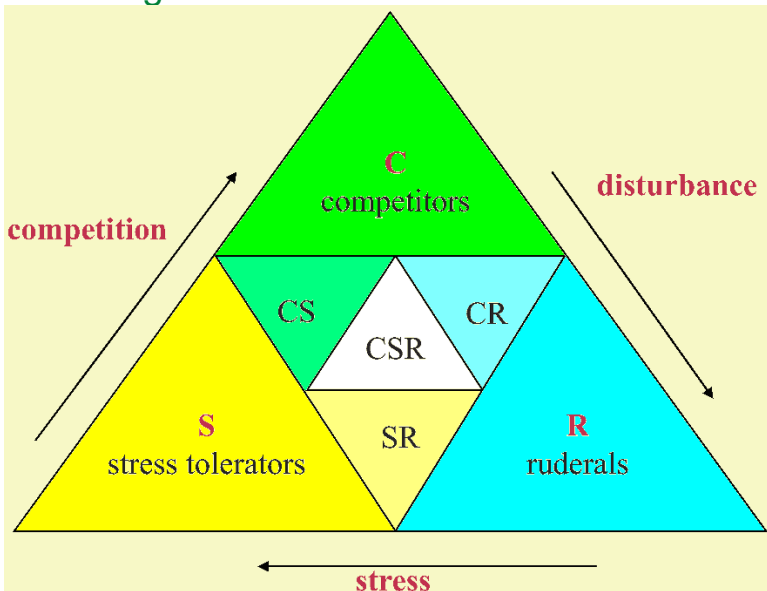 C
competitors
disturbance
competition
CS
CR
CSR
SR
S
stress tolerators
R
ruderals
stress